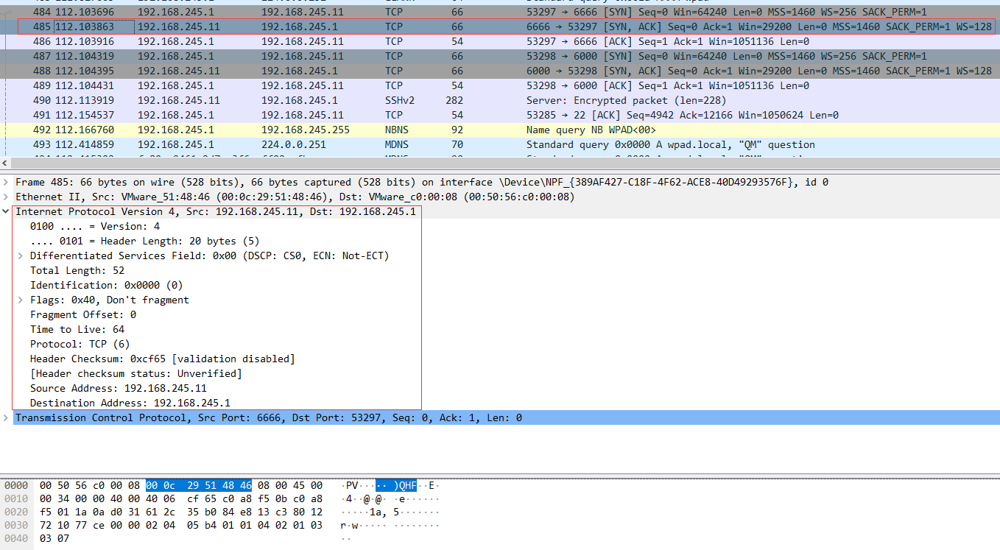 484 112.103696 192.168.245.1 192.168.245.11 TCP 66 53297 → 6666 [SYN] Seq=0 Win=64240 Len=0 MSS=1460 WS=256 SACK_PERM=1
485 112.103863 192.168.245.11 192.168.245.1 TCP 66 6666 → 53297 [SYN, ACK] Seq=0 Ack=1 Win=29200 Len=0 MSS=1460 SACK_PERM=1 WS=128
486 112.103916 192.168.245.1 192.168.245.11 TCP 54 53297 → 6666 [ACK] Seq=1 Ack=1 Win=1051136 Len=0
487 112.104319 192.168.245.1 192.168.245.11 TCP 66 53298 → 6000 [SYN] Seq=0 Win=64240 Len=0 MSS=1460 WS=256 SACK_PERM=1
488 112.104395 192.168.245.11 192.168.245.1 TCP 66 6000 → 53298 [SYN, ACK] Seq=0 Ack=1 Win=29200 Len=0 MSS=1460 SACK_PERM=1 WS=128
489 112.104431 192.168.245.1 192.168.245.11 TCP 54 53298 → 6000 [ACK] Seq=1 Ack=1 Win=1051136 Len=0
490 112.113919 192.168.245.11 192.168.245.1 SSHv2 282 Server: Encrypted packet (len=228)
491 112.154537 192.168.245.1 192.168.245.11 TCP 54 53285 → 22 [ACK] Seq=4942 Ack=12166 Win=1050624 Len=0
492 112.166760 192.168.245.1 192.168.245.255 NBNS 92 Name query NB WPAD<00>
493 112.414859 192.168.245.1 224.0.0.251 MDNS 70 Standard query 0x0000 A wpad.local, "QM" question
Frame 485: 66 bytes on wire (528 bits), 66 bytes captured (528 bits) on interface \Device\NPF_{389AF427-C18F-4F62-ACE8-40D49293576F}, id 0
Ethernet II, Src: VMware_51:48:46 (00:0c:29:51:48:46), Dst: VMware_c0:00:08 (00:50:56:c0:00:08)
Internet Protocol Version 4, Src: 192.168.245.11, Dst: 192.168.245.1
0100 .... = Version: 4
.... 0101 = Header Length: 20 bytes (5)
Differentiated Services Field: 0x00 (DSCP: CS0, ECN: Not-ECT)
Total Length: 52
Identification: 0x0000 (0)
Flags: 0x40, Don't fragment
Fragment Offset: 0
Time to Live: 64
Protocol: TCP (6)
Header Checksum: 0xcf65 [validation disabled]
[Header checksum status: Unverified]
Source Address: 192.168.245.11
Destination Address: 192.168.245.1
Transmission Control Protocol, Src Port: 6666, Dst Port: 53297, Seq: 0, Ack: 1, Len: 0
0000 00 50 56 c0 00 08 00 0c 29 51 48 46 08 00 45 00 ·PV·····)QHF··E·
0010 00 34 00 00 40 00 40 06 cf 65 c0 a8 f5 0b c0 a8 ·4··@·@··e······
0020 f5 01 1a 0a d0 31 61 2c 35 b0 84 e8 13 c3 80 12 ·····1a,5·······
0030 72 10 77 ce 00 00 02 04 05 b4 01 01 04 02 01 03 r·w·············
0040 03 07 ··